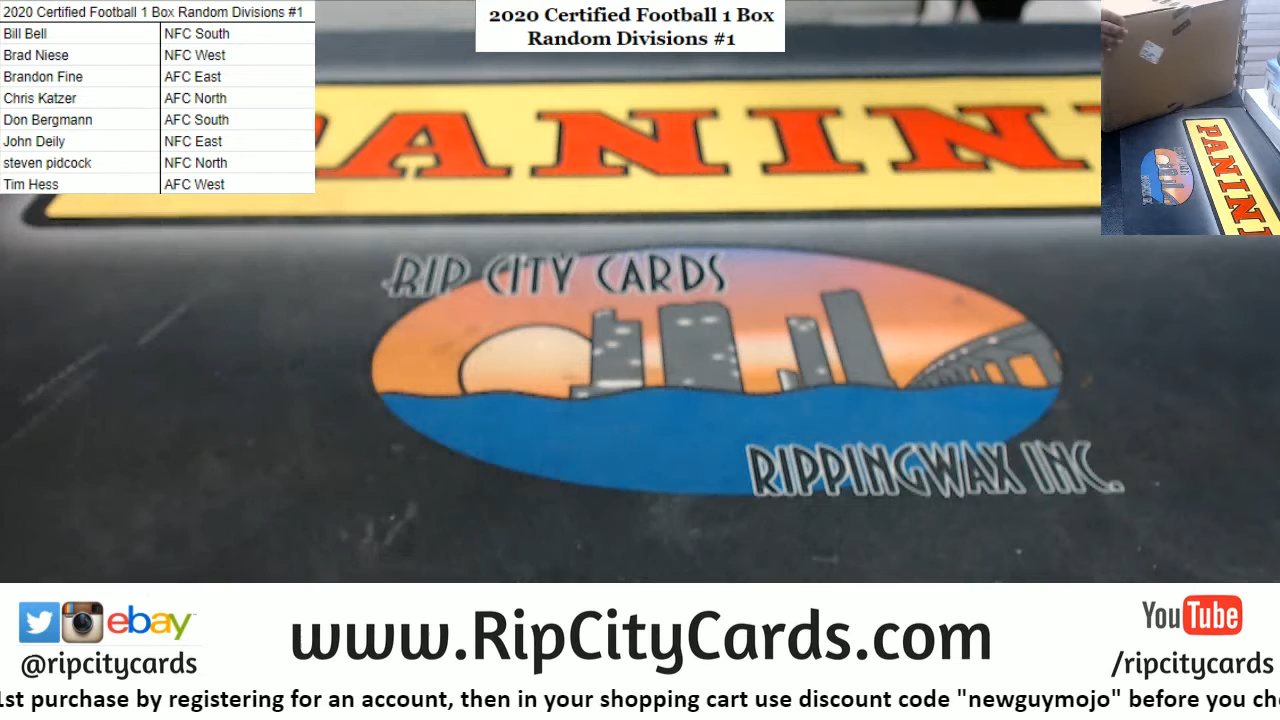 2020 Certified Football 1 Box Random Divisions #1
Bill Bell NFC South
Brad Niese NFC West
Brandon Fine AFC East
Chris Katzer AFC North
Don Bergmann AFC South
John Deily NFC East
steven pidcock NFC North
Tim Hess AFC West
2020 Certified Football 1 Box
Random Divisions #1
PANIN
PANINI
RIP CITY CARDS
RIPPINGWAX INC.
ebay
@ripcitycards
www.RipCityCards.com
YouTube
/ripcitycards
1st purchase by registering for an account, then in your shopping cart use discount code "newguymojo" before you che